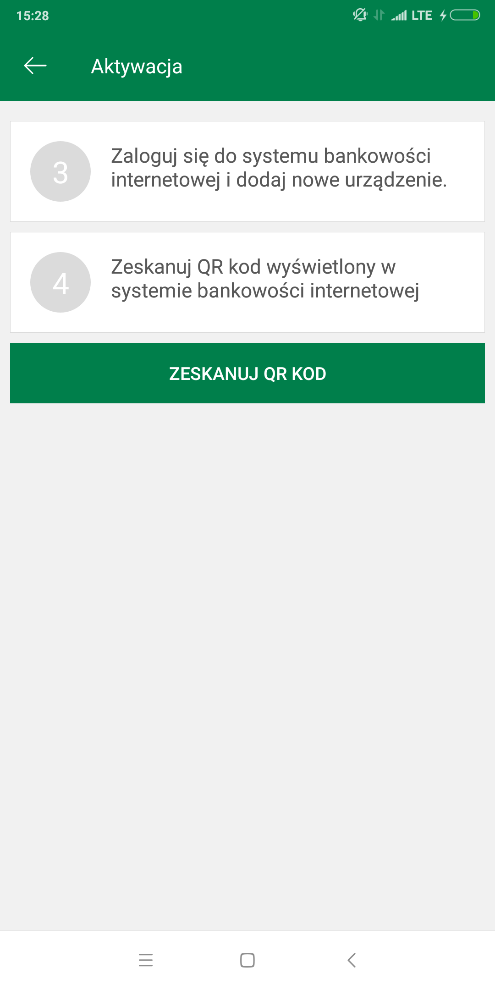 15:28 LTE
Aktywacja
3
Zaloguj się do systemu bankowości
internetowej i dodaj nowe urządzenie.
4
Zeskanuj QR kod wyświetlony w
systemie bankowości internetowej
ZESKANUJ QR KOD